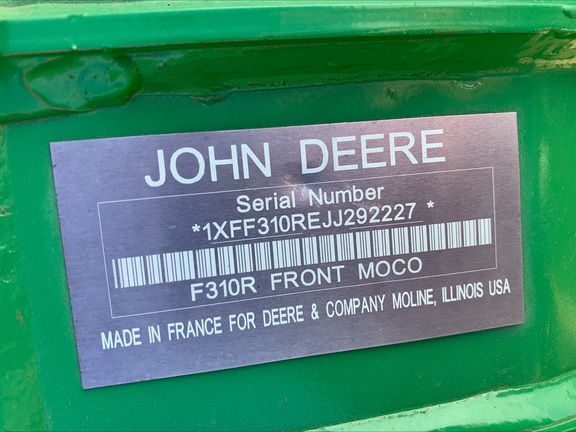 JOHN DEERE
Serial Number
*1XFF310REJJ292227 *
F310R FRONT MOCO
MADE IN FRANCE FOR DEERE & COMPANY MOLINE, ILLINOIS USA